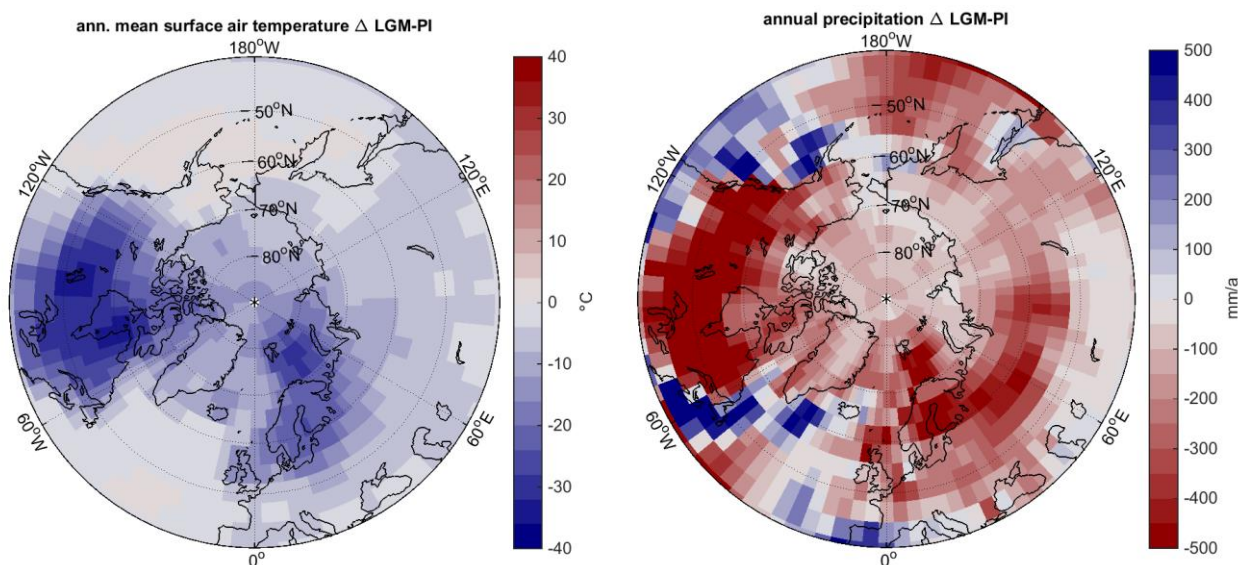 ann. mean surface air temperature Δ LGM-PI
180°W
50°N
60°N
70°N
80°N
120°W
120°E
60°W
60°E
0°
40
30
20
10
0
-10
-20
-30
-40
°C
annual precipitation Δ LGM-PI
180°W
50°N
60°N
70°N
80°N
120°W
120°E
60°W
60°E
0°
500
400
300
200
100
0
-100
-200
-300
-400
-500
mm/a